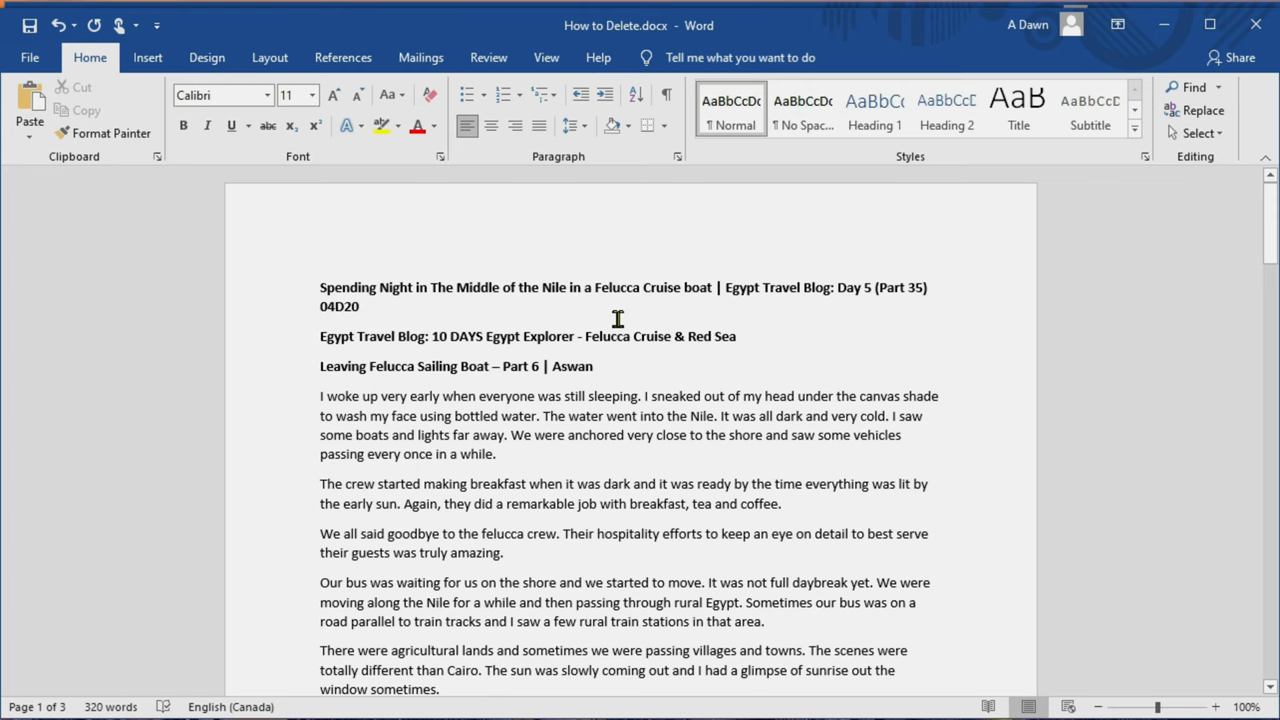 How to Delete.docx - Word
A Dawn
File Home Insert Design Layout References Mailings Review View Help Tell me what you want to do Share
Paste
Cut
Copy
Format Painter
Clipboard
Calibri 11
Font
Paragraph
AaBbCcDc AaBbCcDc AaBbCc AaBbCcD AaB AaBbCcD
¶ Normal ¶ No Spac... Heading 1 Heading 2 Title Subtitle
Styles
Find
Replace
Select
Editing
Spending Night in The Middle of the Nile in a Felucca Cruise boat | Egypt Travel Blog: Day 5 (Part 35)
04D20
Egypt Travel Blog: 10 DAYS Egypt Explorer - Felucca Cruise & Red Sea
Leaving Felucca Sailing Boat – Part 6 | Aswan
I woke up very early when everyone was still sleeping. I sneaked out of my head under the canvas shade
to wash my face using bottled water. The water went into the Nile. It was all dark and very cold. I saw
some boats and lights far away. We were anchored very close to the shore and saw some vehicles
passing every once in a while.
The crew started making breakfast when it was dark and it was ready by the time everything was lit by
the early sun. Again, they did a remarkable job with breakfast, tea and coffee.
We all said goodbye to the felucca crew. Their hospitality efforts to keep an eye on detail to best serve
their guests was truly amazing.
Our bus was waiting for us on the shore and we started to move. It was not full daybreak yet. We were
moving along the Nile for a while and then passing through rural Egypt. Sometimes our bus was on a
road parallel to train tracks and I saw a few rural train stations in that area.
There were agricultural lands and sometimes we were passing villages and towns. The scenes were
totally different than Cairo. The sun was slowly coming out and I had a glimpse of sunrise out the
window sometimes.
Page 1 of 3 320 words English (Canada) 100%